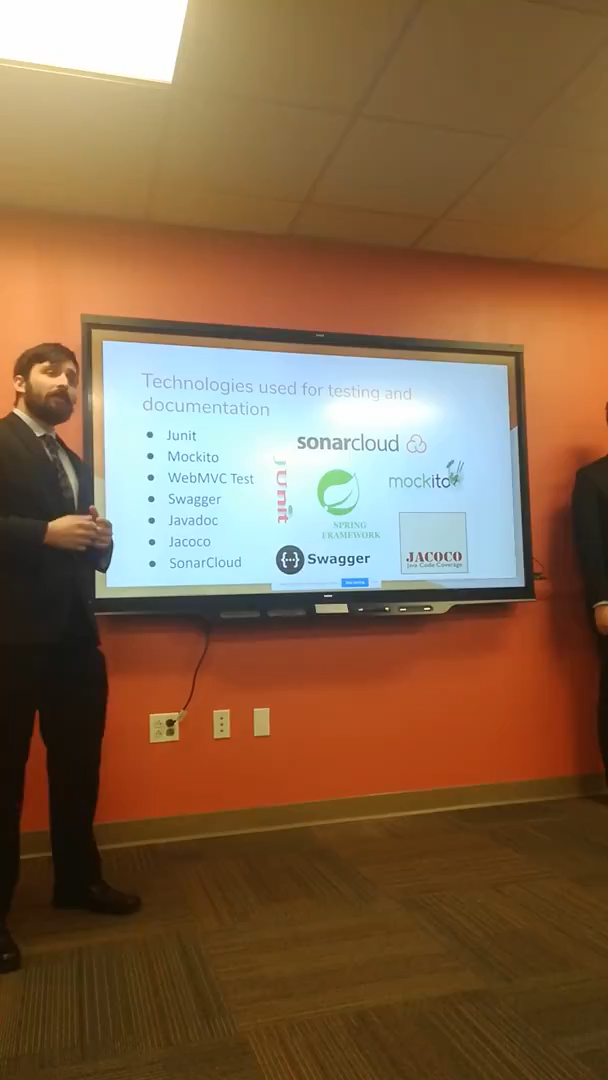 Technologies used for testing and
documentation
Junit
Mockito
WebMVC Test
Swagger
Javadoc
Jacoco
SonarCloud
sonarcloud
JUnit
SPRING
FRAMEWORK
mockito
{···} Swagger
JACOCO
Java Code Coverage